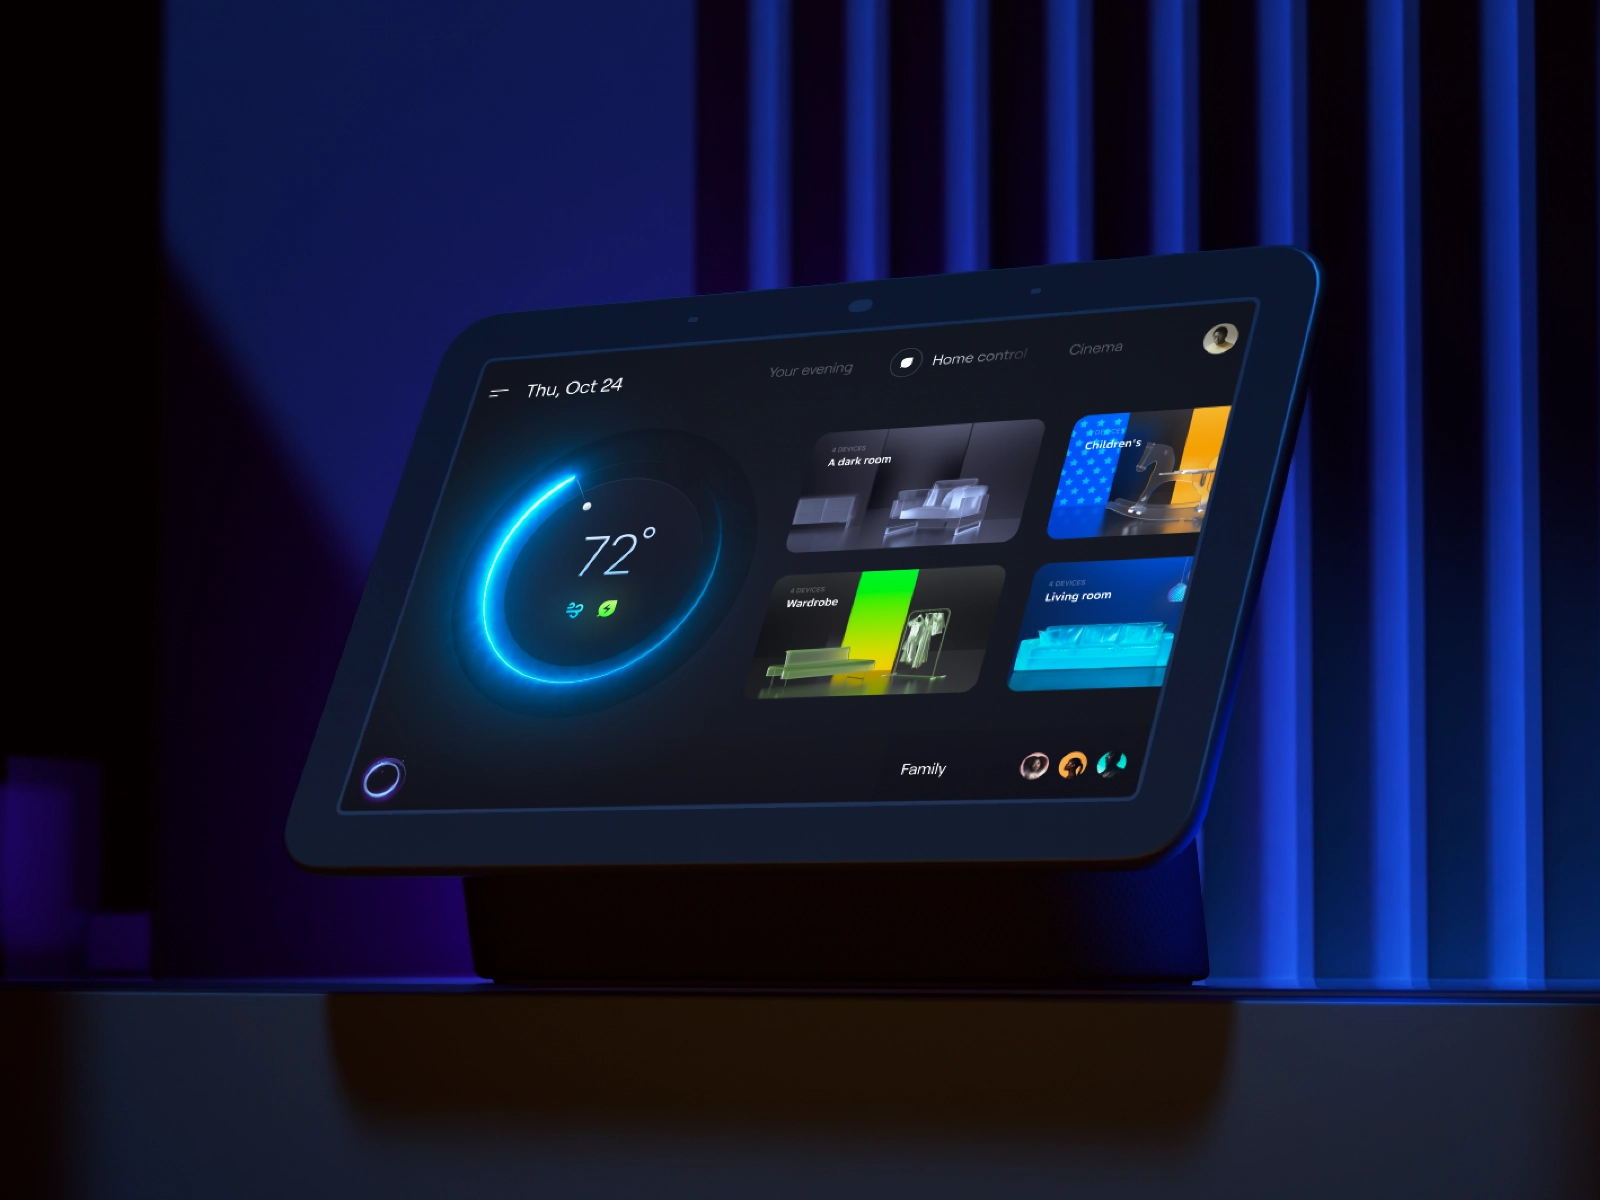 Thu, Oct 24
Your evening
Home control
Cinema
72°
4 DEVICES
A dark room
Children's
4 DEVICES
Wardrobe
4 DEVICES
Living room
Family